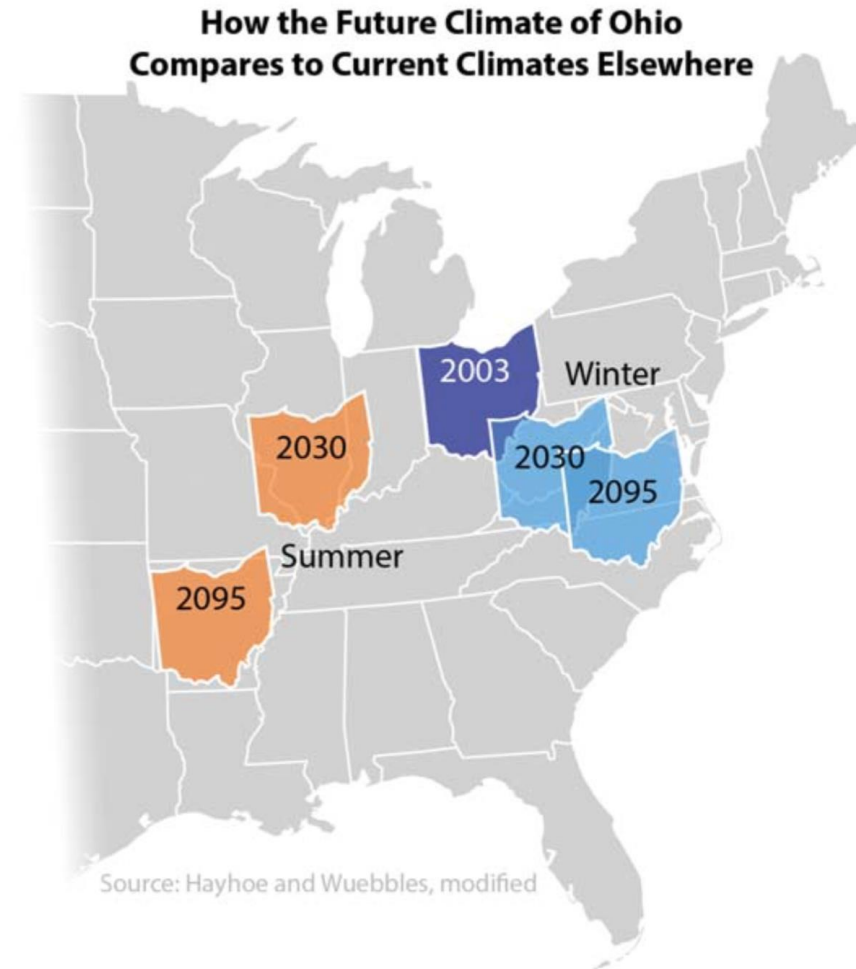 How the Future Climate of Ohio
Compares to Current Climates Elsewhere
2003
Winter
2030
2030
2095
Summer
2095
Source: Hayhoe and Wuebbles, modified